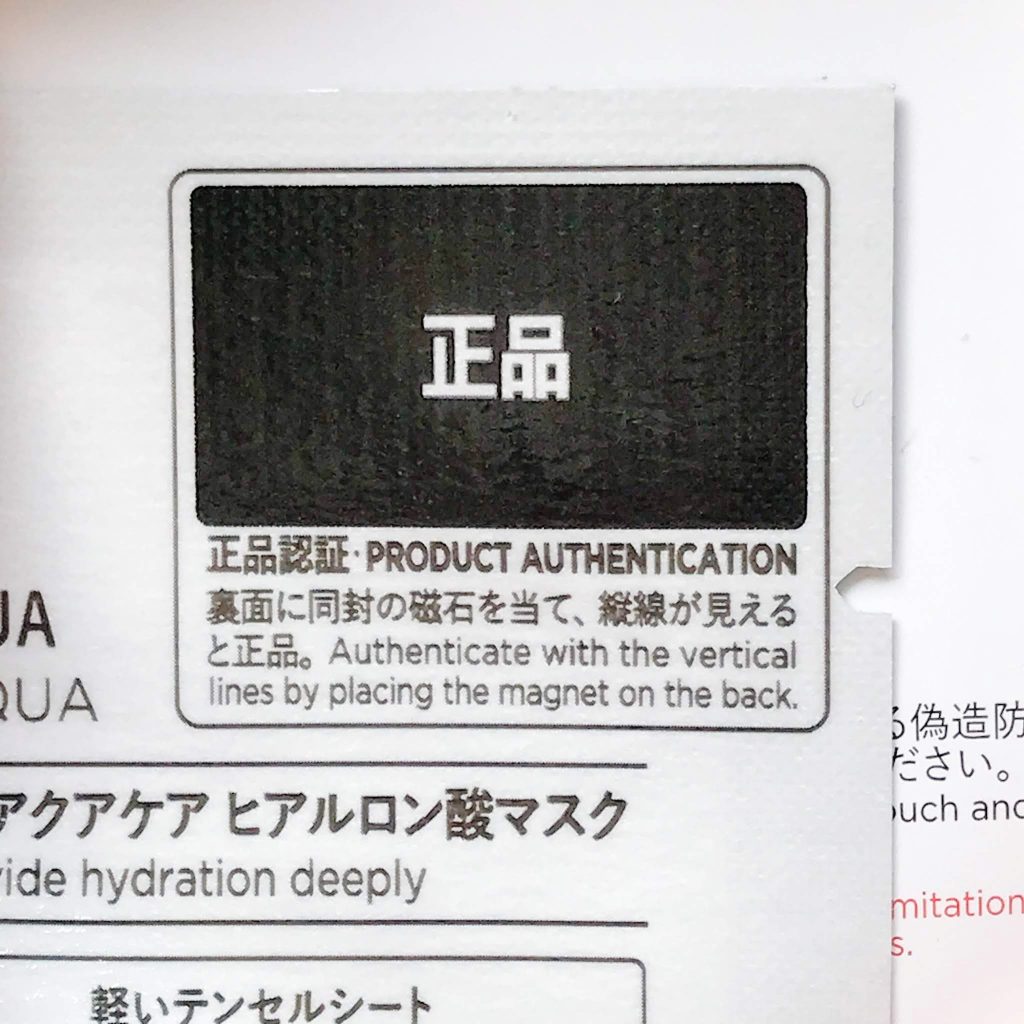 正品
正品認証·PRODUCT AUTHENTICATION
裏面に同封の磁石を当て、縦線が見える
と正品。Authenticate with the vertical
lines by placing the magnet on the back.
UA
QUA
アクアケア ヒアルロン酸マスク
vide hydration deeply
軽いテンセルシート
る偽造防
ださい。
ouch and
mitation
s.